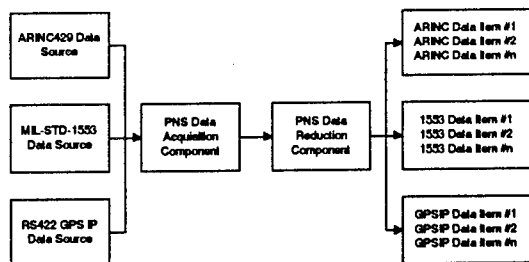 ARINC429 Data
Source
MIL-STD-1553
Data Source
RS422 GPS IP
Data Source
PNS Data
Acquisition
Component
PNS Data
Reduction
Component
ARINC Data Item #1
ARINC Data Item #2
ARINC Data Item #n
1553 Data Item #1
1553 Data Item #2
1553 Data Item #n
GPSIP Data Item #1
GPSIP Data Item #2
GPSIP Data Item #n